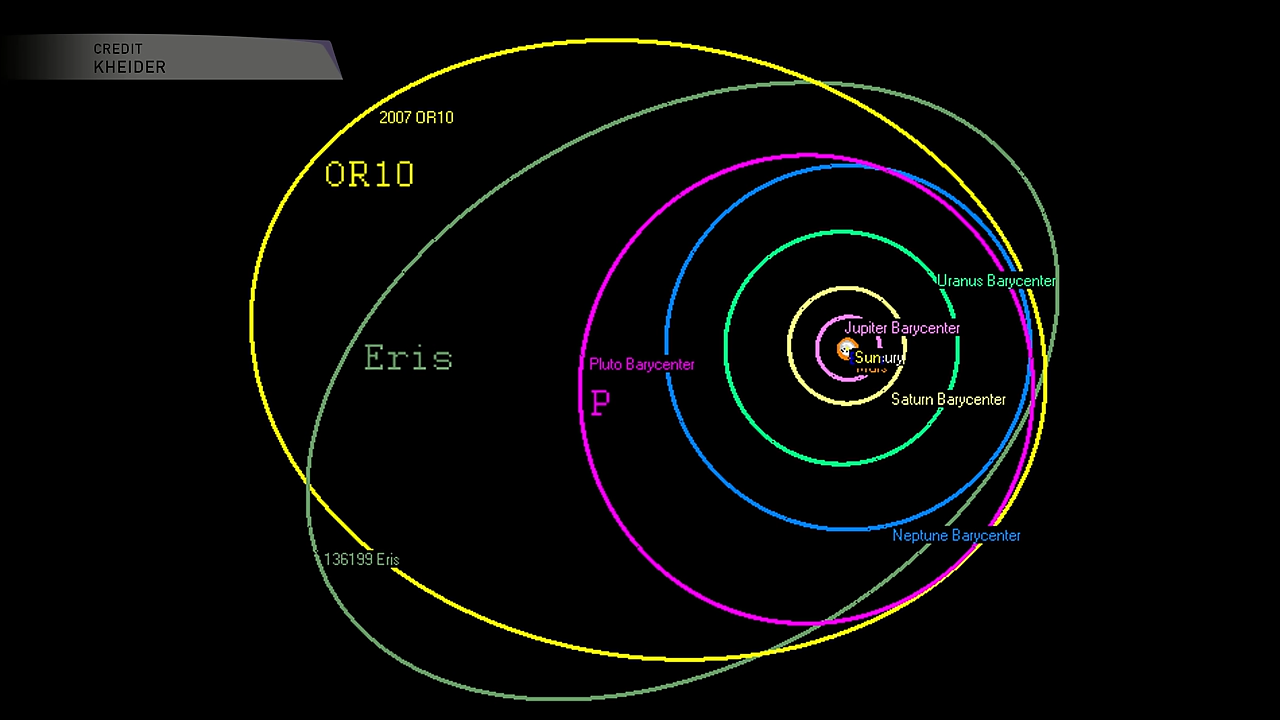 CREDIT
KHEIDER
2007 OR10
OR10
Uranus Barycenter
Jupiter Barycenter
Sun
Eris
Pluto Barycenter
Mars
P
Saturn Barycenter
Neptune Barycenter
136199 Eris